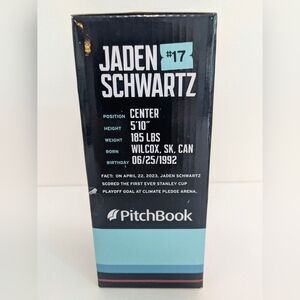 JADEN #17
SCHWARTZ
POSITION CENTER
HEIGHT 5'10"
WEIGHT 185 LBS
BORN WILCOX, SK, CAN
BIRTHDAY 06/25/1992
FACT: ON APRIL 22, 2023, JADEN SCHWARTZ
SCORED THE FIRST EVER STANLEY CUP
PLAYOFF GOAL AT CLIMATE PLEDGE ARENA.
PitchBook